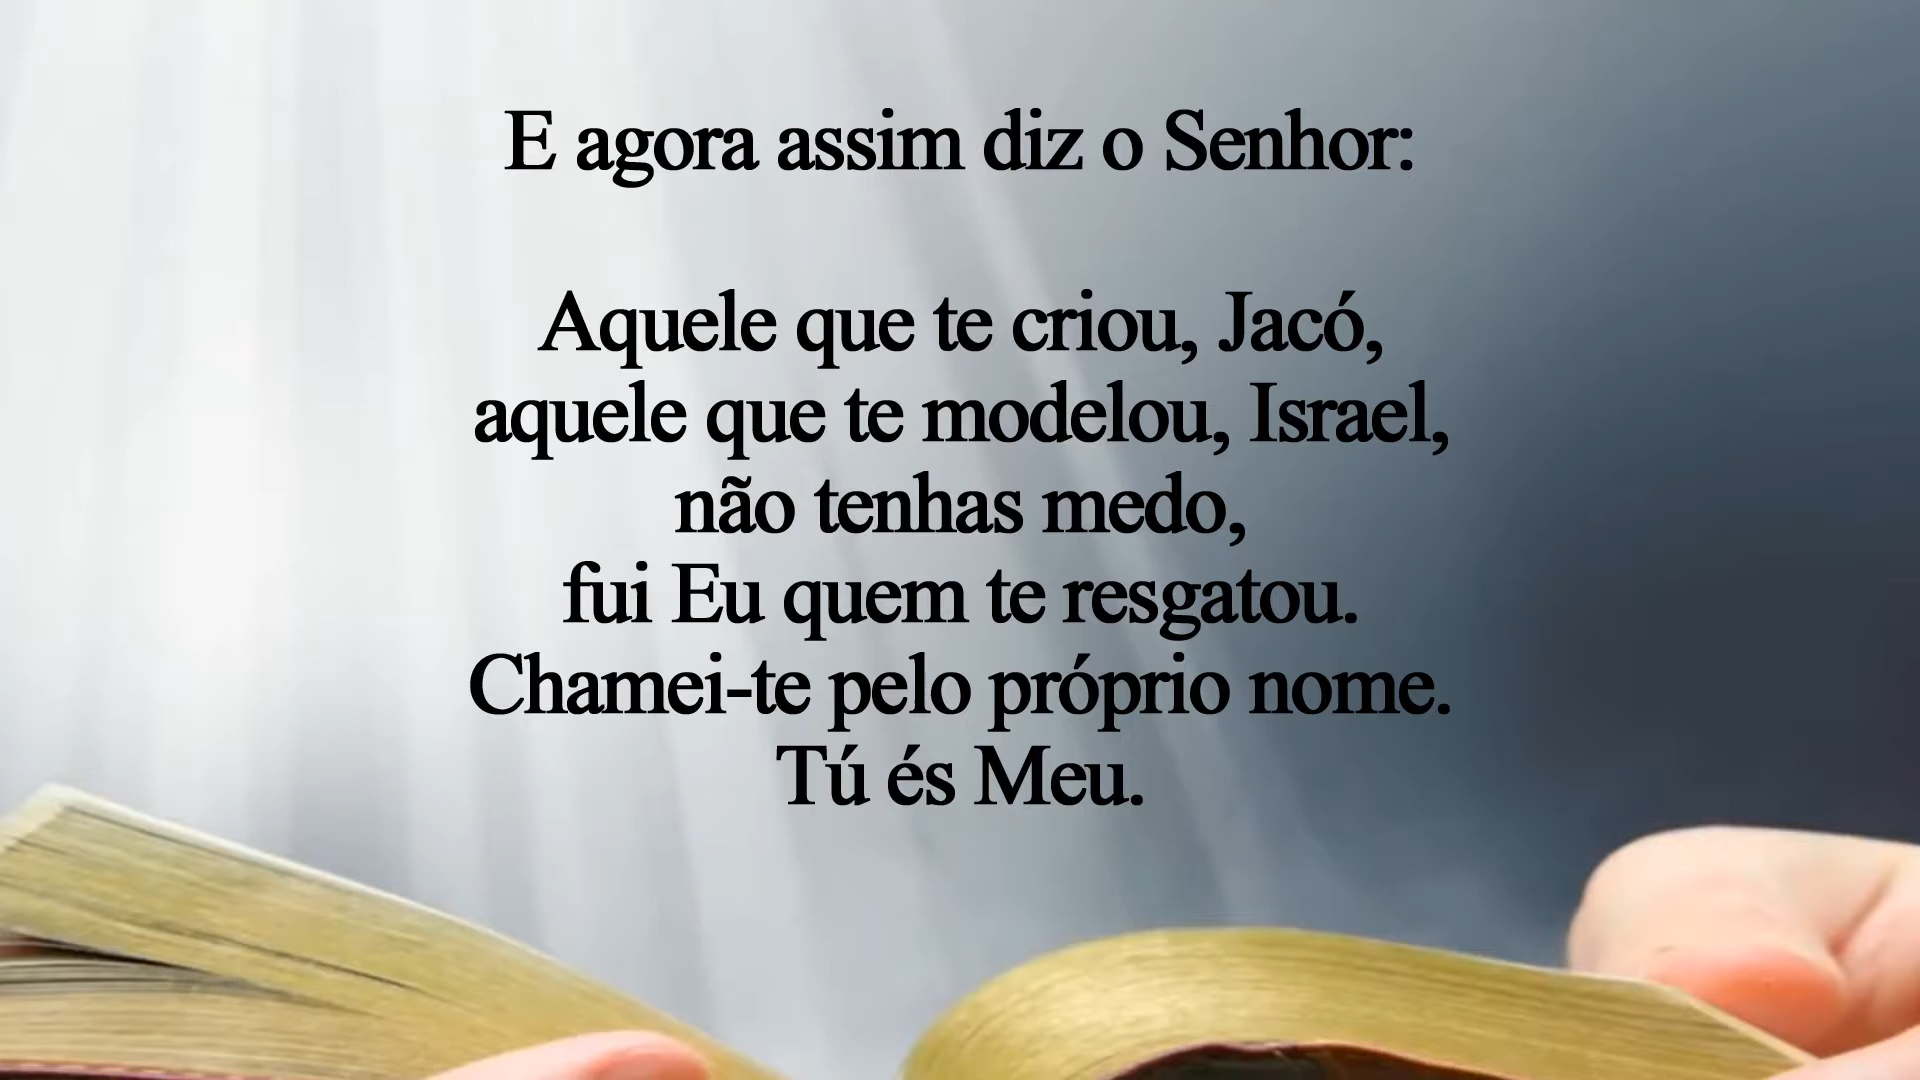 E agora assim diz o Senhor:
Aquele que te criou, Jacó,
aquele que te modelou, Israel,
não tenhas medo,
fui Eu quem te resgatou.
Chamei-te pelo próprio nome.
Tú és Meu.